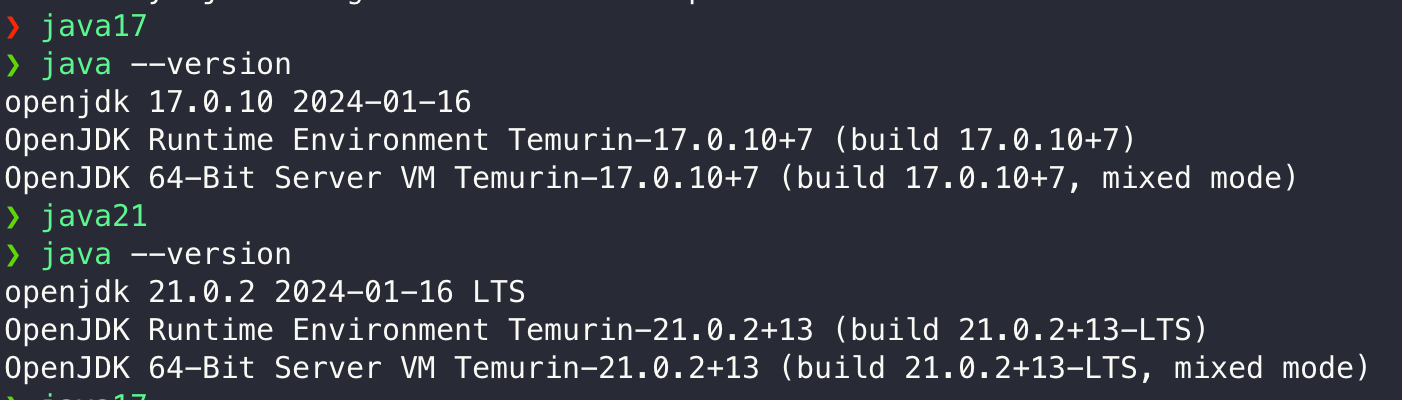 ❯ java17
❯ java --version
openjdk 17.0.10 2024-01-16
OpenJDK Runtime Environment Temurin-17.0.10+7 (build 17.0.10+7)
OpenJDK 64-Bit Server VM Temurin-17.0.10+7 (build 17.0.10+7, mixed mode)
❯ java21
❯ java --version
openjdk 21.0.2 2024-01-16 LTS
OpenJDK Runtime Environment Temurin-21.0.2+13 (build 21.0.2+13-LTS)
OpenJDK 64-Bit Server VM Temurin-21.0.2+13 (build 21.0.2+13-LTS, mixed mode)
❯ java17